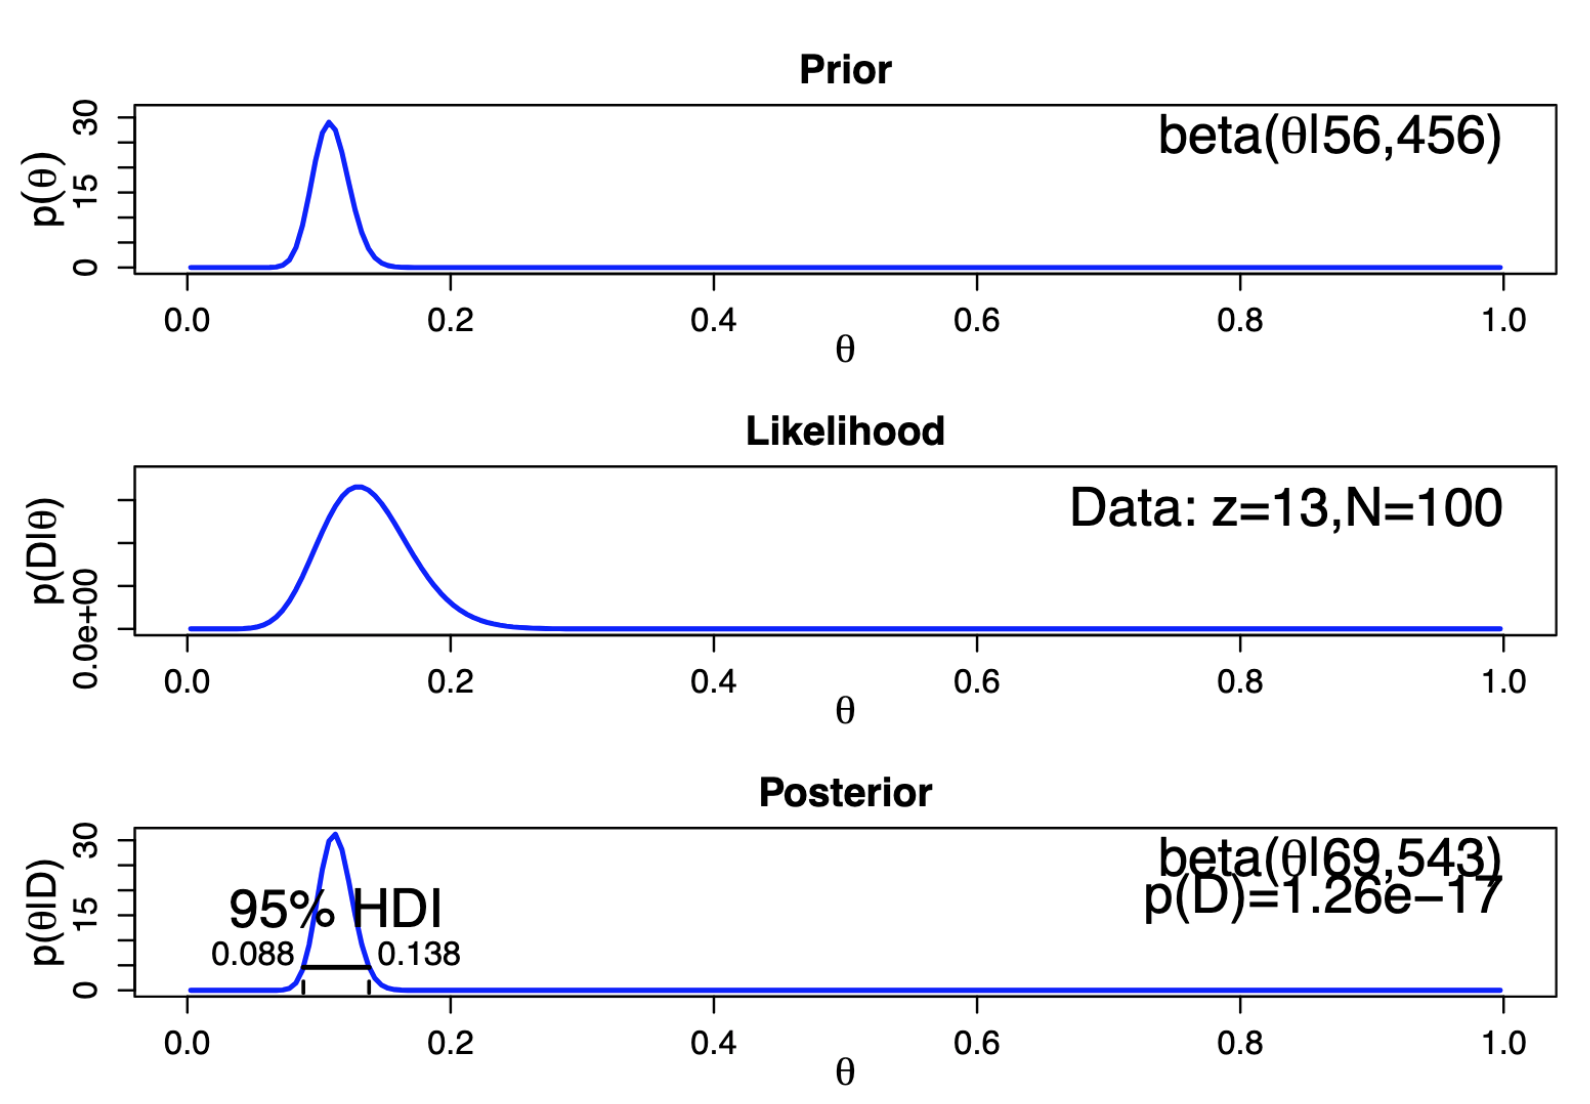 Prior
30
15
0
p(θ)
beta(θ|56,456)
0.0 0.2 0.4 0.6 0.8 1.0
θ
Likelihood
0.0e+00
p(D|θ)
Data: z=13,N=100
0.0 0.2 0.4 0.6 0.8 1.0
θ
Posterior
30
15
0
p(θ|D)
beta(θ|69,543)
p(D)=1.26e−17
95% HDI
0.088 0.138
0.0 0.2 0.4 0.6 0.8 1.0
θ